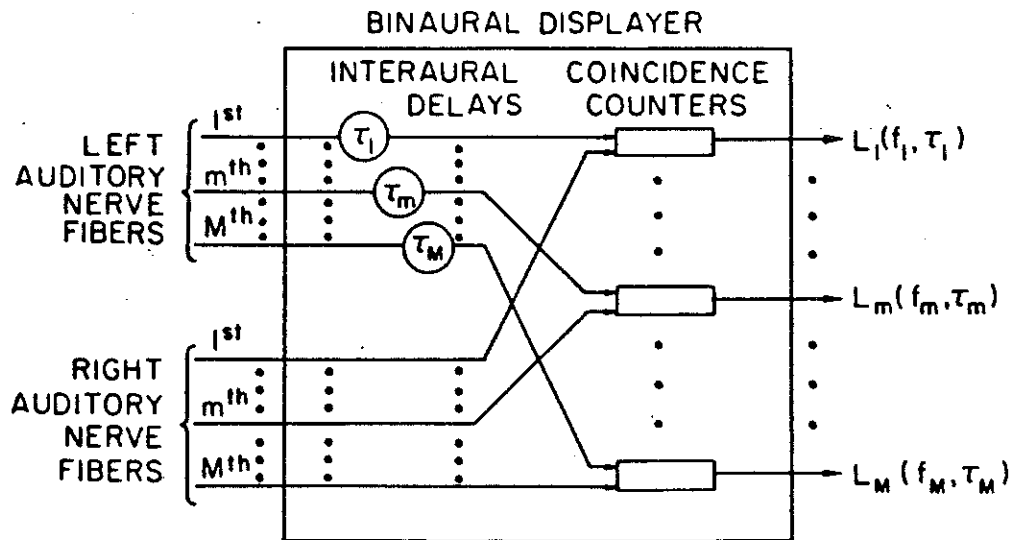 BINAURAL DISPLAYER
INTERAURAL DELAYS
COINCIDENCE COUNTERS
LEFT
AUDITORY
NERVE
FIBERS
1st
mth
Mth
τ1
τm
τM
RIGHT
AUDITORY
NERVE
FIBERS
1st
mth
Mth
L1(f1, τ1)
Lm(fm, τm)
LM(fM, τM)